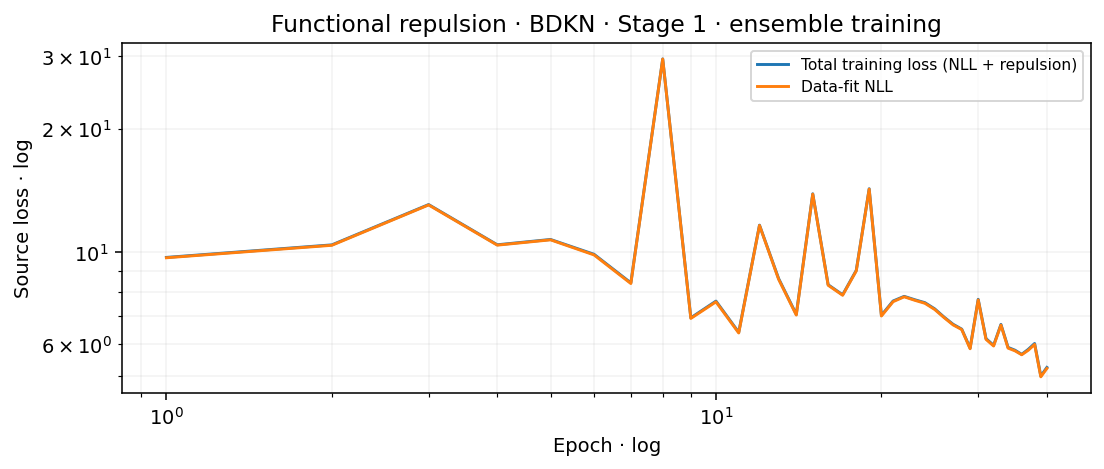 Functional repulsion · BDKN · Stage 1 · ensemble training
Source loss · log
3 × 10¹
2 × 10¹
10¹
6 × 10⁰
Total training loss (NLL + repulsion)
Data-fit NLL
10⁰
10¹
Epoch · log